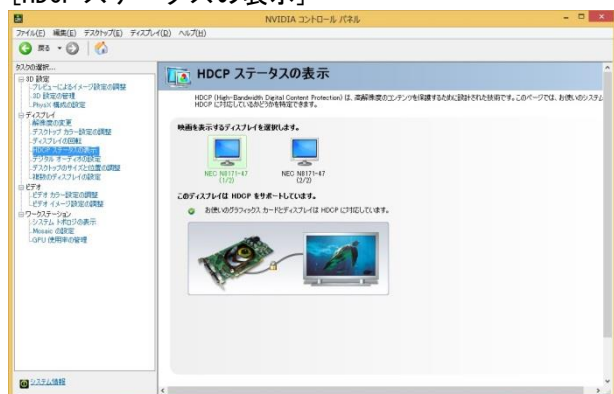 [HDCP ステータスの表示]
NVIDIA コントロール パネル
ファイル(F) 編集(E) デスクトップ(T) ディスプレイ(D) ヘルプ(H)
戻る
タスクの選択...
3D 設定
プレビューによるイメージ設定の調整
3D 設定の管理
PhysX 構成の設定
ディスプレイ
解像度の変更
デスクトップ カラー設定の調整
ディスプレイの回転
HDCP ステータスの表示
デジタル オーディオの設定
デスクトップのサイズと位置の調整
複数のディスプレイの設定
ビデオ
ビデオ カラー設定の調整
ビデオ イメージ設定の調整
ワークステーション
システム トポロジの表示
Mosaic の設定
GPU 使用率の管理
システム情報
HDCP ステータスの表示
HDCP (High-Bandwidth Digital Content Protection) は、高解像度のコンテンツを保護するために設計された技術です。このページでは、お使いのシステム
HDCP に対応しているかどうかを特定できます。
映画を表示するディスプレイを選択します。
NEC N8171-47
(1/2)
NEC N8171-47
(2/2)
このディスプレイは HDCP をサポートしています。
お使いのグラフィックス カードとディスプレイは HDCP に対応しています。